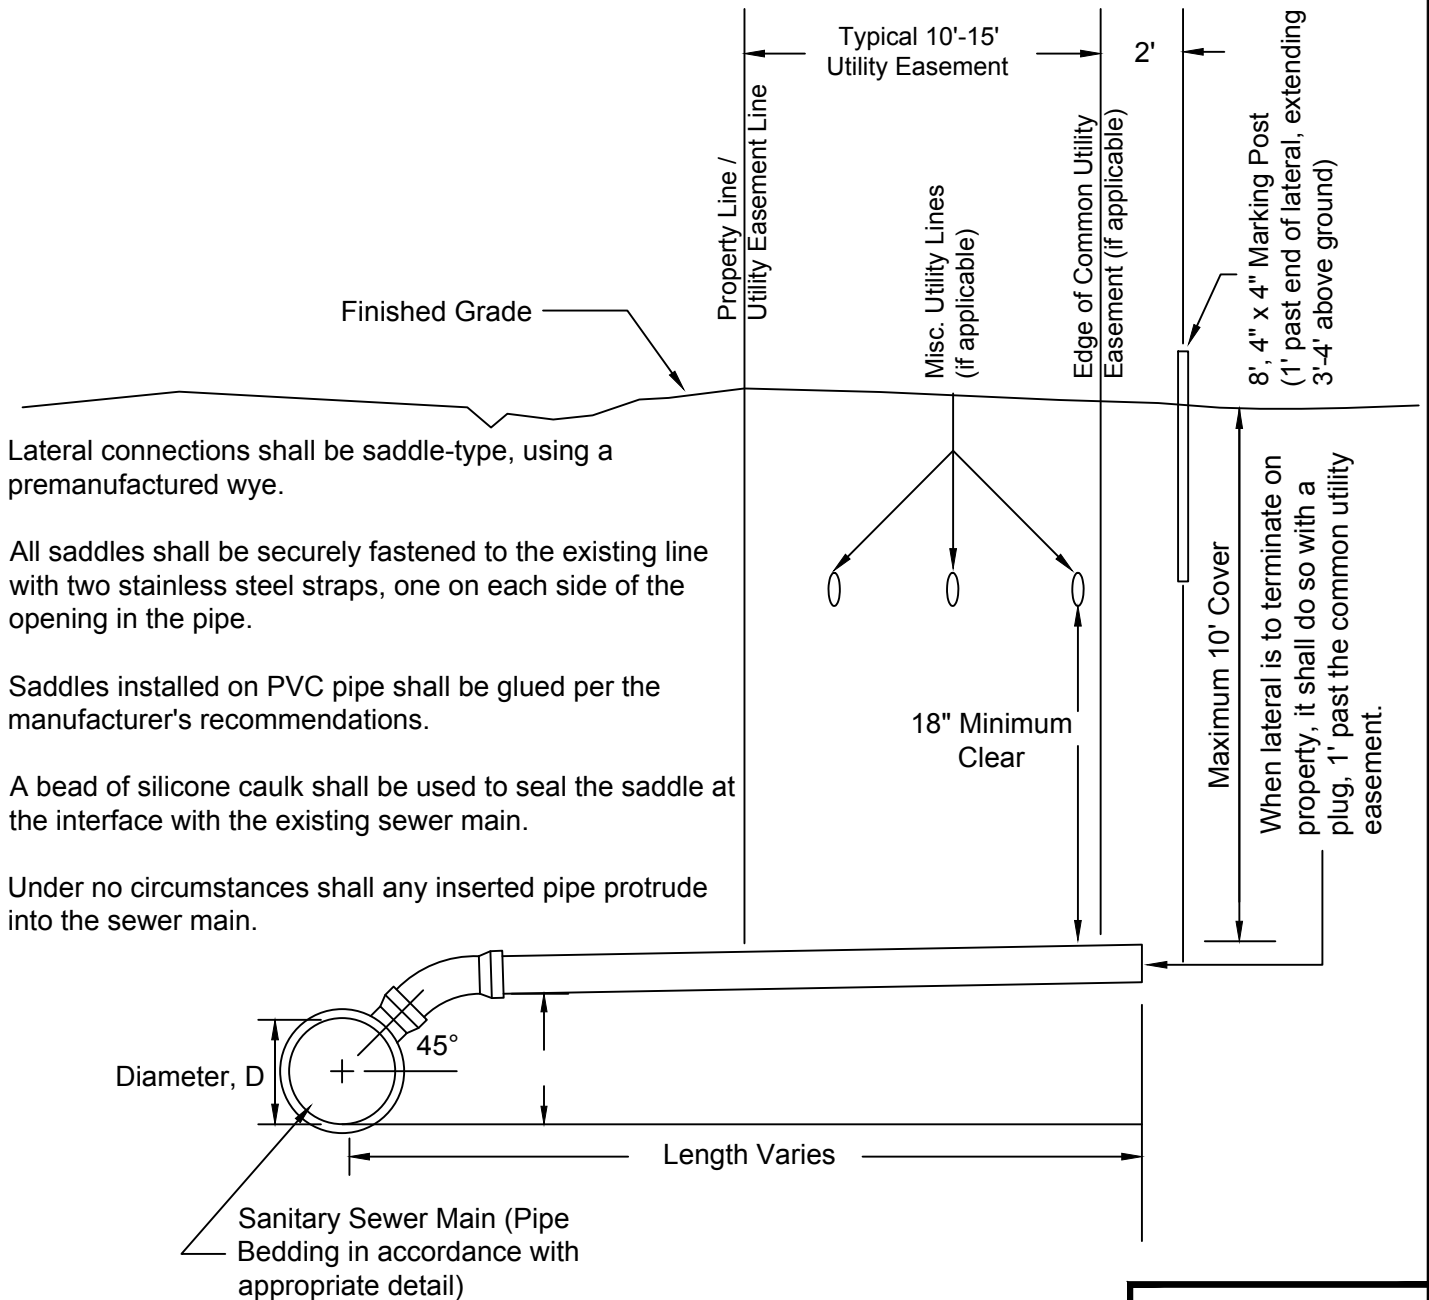 Typical 10'-15'
Utility Easement
2'
Property Line /
Utility Easement Line
Misc. Utility Lines
(if applicable)
Edge of Common Utility
Easement (if applicable)
8', 4" x 4" Marking Post
(1' past end of lateral, extending
3'-4' above ground)
Finished Grade
Lateral connections shall be saddle-type, using a
premanufactured wye.
All saddles shall be securely fastened to the existing line
with two stainless steel straps, one on each side of the
opening in the pipe.
Saddles installed on PVC pipe shall be glued per the
manufacturer's recommendations.
A bead of silicone caulk shall be used to seal the saddle at
the interface with the existing sewer main.
Under no circumstances shall any inserted pipe protrude
into the sewer main.
18" Minimum
Clear
Maximum 10' Cover
When lateral is to terminate on
property, it shall do so with a
plug, 1' past the common utility
easement.
45°
Diameter, D
Length Varies
Sanitary Sewer Main (Pipe
Bedding in accordance with
appropriate detail)